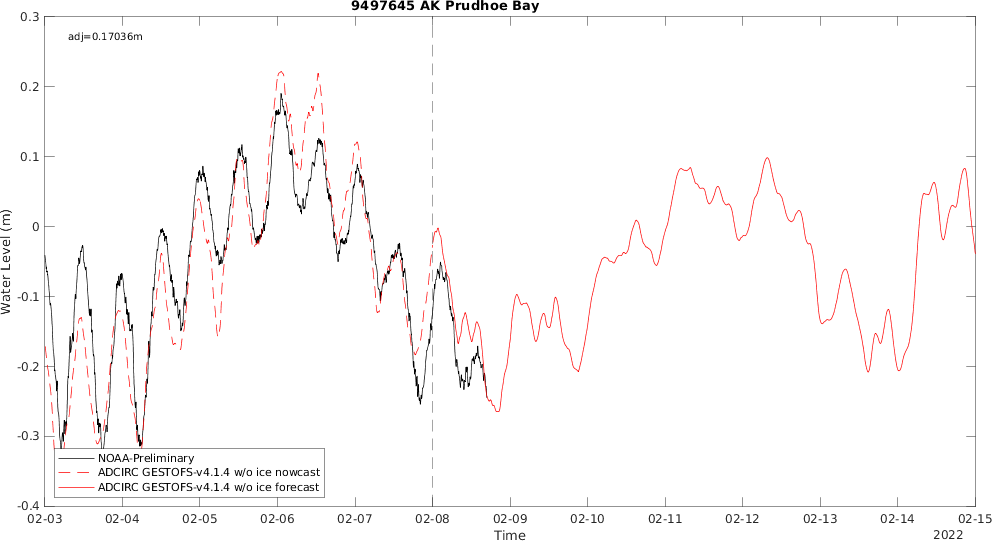 9497645 AK Prudhoe Bay
adj=0.17036m
Water Level (m)
0.3
0.2
0.1
0
-0.1
-0.2
-0.3
-0.4
NOAA-Preliminary
ADCIRC GESTOFS-v4.1.4 w/o ice nowcast
ADCIRC GESTOFS-v4.1.4 w/o ice forecast
02-03 02-04 02-05 02-06 02-07 02-08 02-09 02-10 02-11 02-12 02-13 02-14 02-15
Time
2022